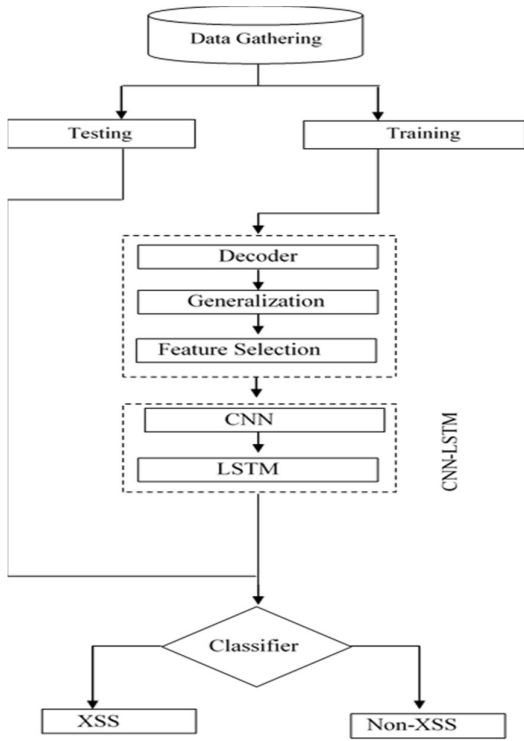 Data Gathering
Testing
Training
Decoder
Generalization
Feature Selection
CNN
LSTM
CNN-LSTM
Classifier
XSS
Non-XSS